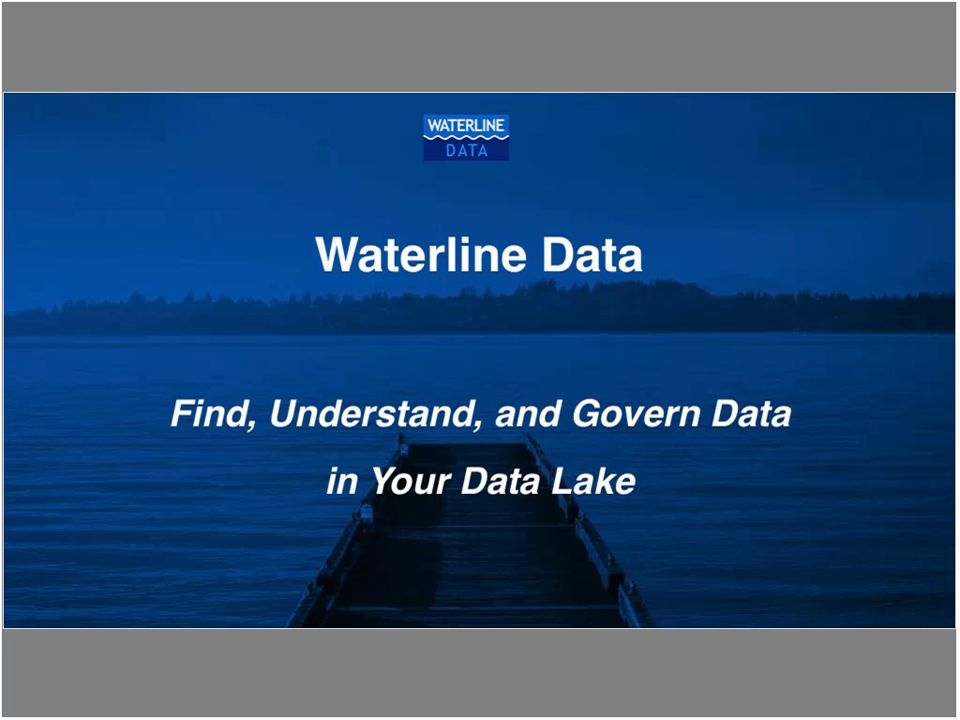 WATERLINE
DATA
Waterline Data
Find, Understand, and Govern Data
in Your Data Lake